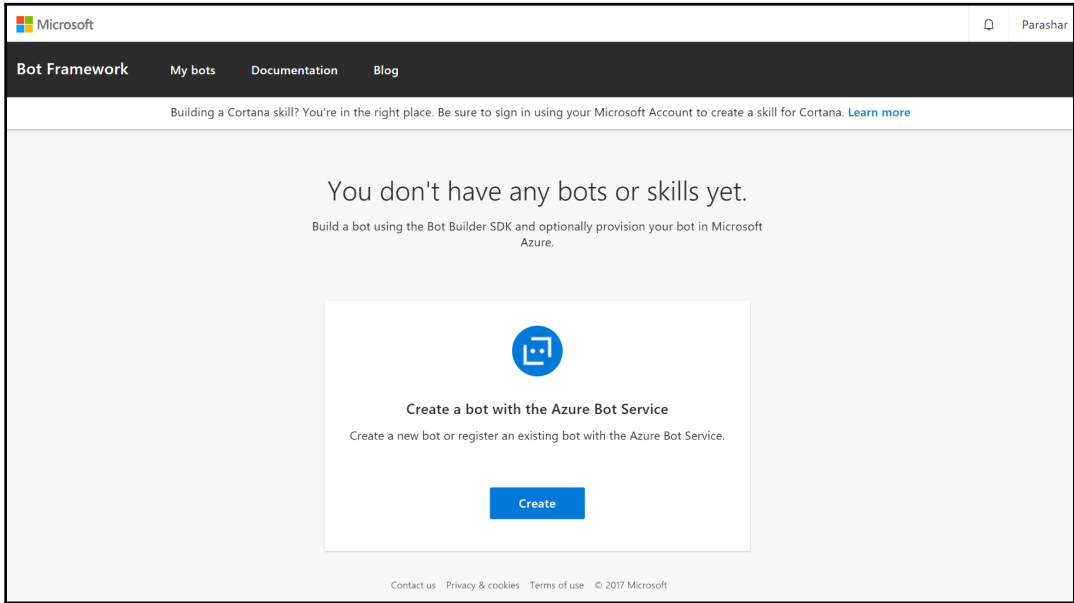 Microsoft
Parashar
Bot Framework My bots Documentation Blog
Building a Cortana skill? You're in the right place. Be sure to sign in using your Microsoft Account to create a skill for Cortana. Learn more
You don't have any bots or skills yet.
Build a bot using the Bot Builder SDK and optionally provision your bot in Microsoft
Azure.
Create a bot with the Azure Bot Service
Create a new bot or register an existing bot with the Azure Bot Service.
Create
Contact us Privacy & cookies Terms of use © 2017 Microsoft